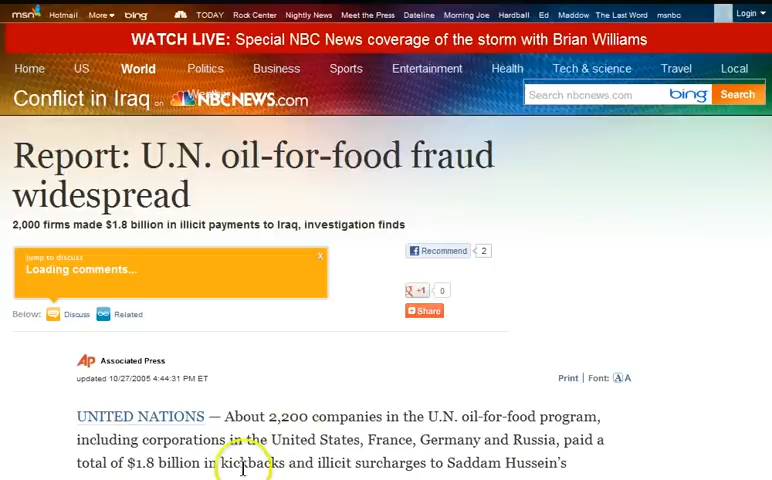 msn Hotmail More bing TODAY Rock Center Nightly News Meet the Press Dateline Morning Joe Hardball Ed Maddow The Last Word msnbc Login
WATCH LIVE: Special NBC News coverage of the storm with Brian Williams
Home US World Politics Business Sports Entertainment Health Tech & science Travel Local
Weather
Conflict in Iraq on NBCNEWS.com Search nbcnews.com bing Search
Report: U.N. oil-for-food fraud
widespread
2,000 firms made $1.8 billion in illicit payments to Iraq, investigation finds
Jump to discuss X
Loading comments...
Recommend 2
+1 0
Share
Below: Discuss Related
AP Associated Press
updated 10/27/2005 4:44:31 PM ET Print | Font: A A
UNITED NATIONS — About 2,200 companies in the U.N. oil-for-food program,
including corporations in the United States, France, Germany and Russia, paid a
total of $1.8 billion in kickbacks and illicit surcharges to Saddam Hussein's